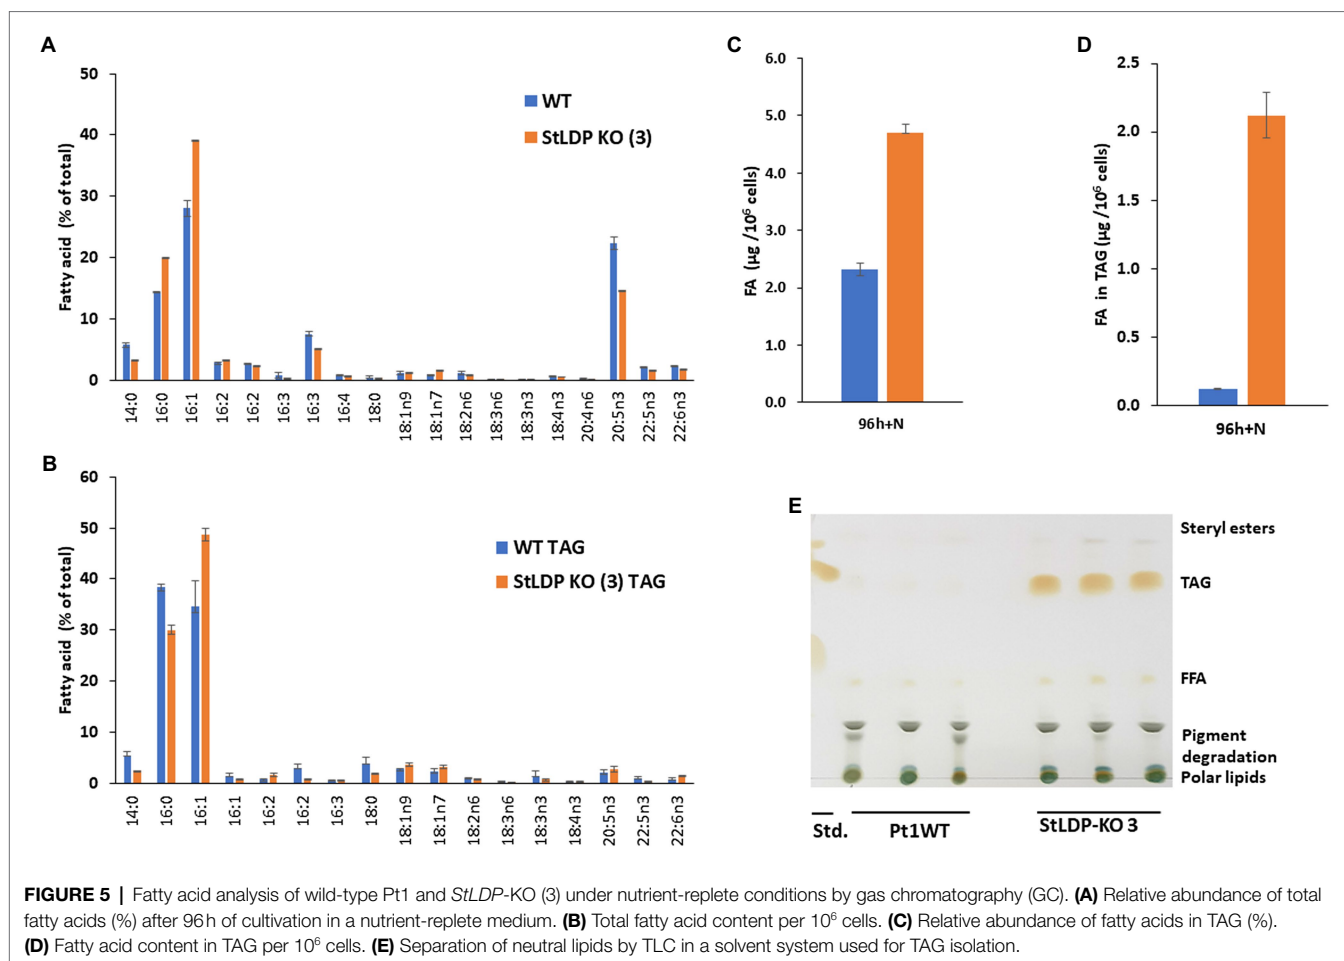 A
50
40
30
20
10
0
Fatty acid (% of total)
WT
StLDP KO (3)
14:0
16:0
16:1
16:2
16:2
16:3
16:3
16:4
18:0
18:1n9
18:1n7
18:2n6
18:3n6
18:3n3
18:4n3
20:4n6
20:5n3
22:5n3
22:6n3
B
60
50
40
30
20
10
0
Fatty acid (% of total)
WT TAG
StLDP KO (3) TAG
14:0
16:0
16:1
16:1
16:2
16:2
16:3
18:0
18:1n9
18:1n7
18:2n6
18:3n6
18:3n3
18:4n3
20:5n3
22:5n3
22:6n3
C
6.0
5.0
4.0
3.0
2.0
1.0
0.0
FA (µg /10⁶ cells)
96h+N
D
2.5
2.0
1.5
1.0
0.5
0.0
FA in TAG (µg /10⁶ cells)
96h+N
E
Steryl esters
TAG
FFA
Pigment
degradation
Polar lipids
Std.
Pt1WT
StLDP-KO 3
FIGURE 5 | Fatty acid analysis of wild-type Pt1 and StLDP-KO (3) under nutrient-replete conditions by gas chromatography (GC). (A) Relative abundance of total
fatty acids (%) after 96 h of cultivation in a nutrient-replete medium. (B) Total fatty acid content per 10⁶ cells. (C) Relative abundance of fatty acids in TAG (%).
(D) Fatty acid content in TAG per 10⁶ cells. (E) Separation of neutral lipids by TLC in a solvent system used for TAG isolation.